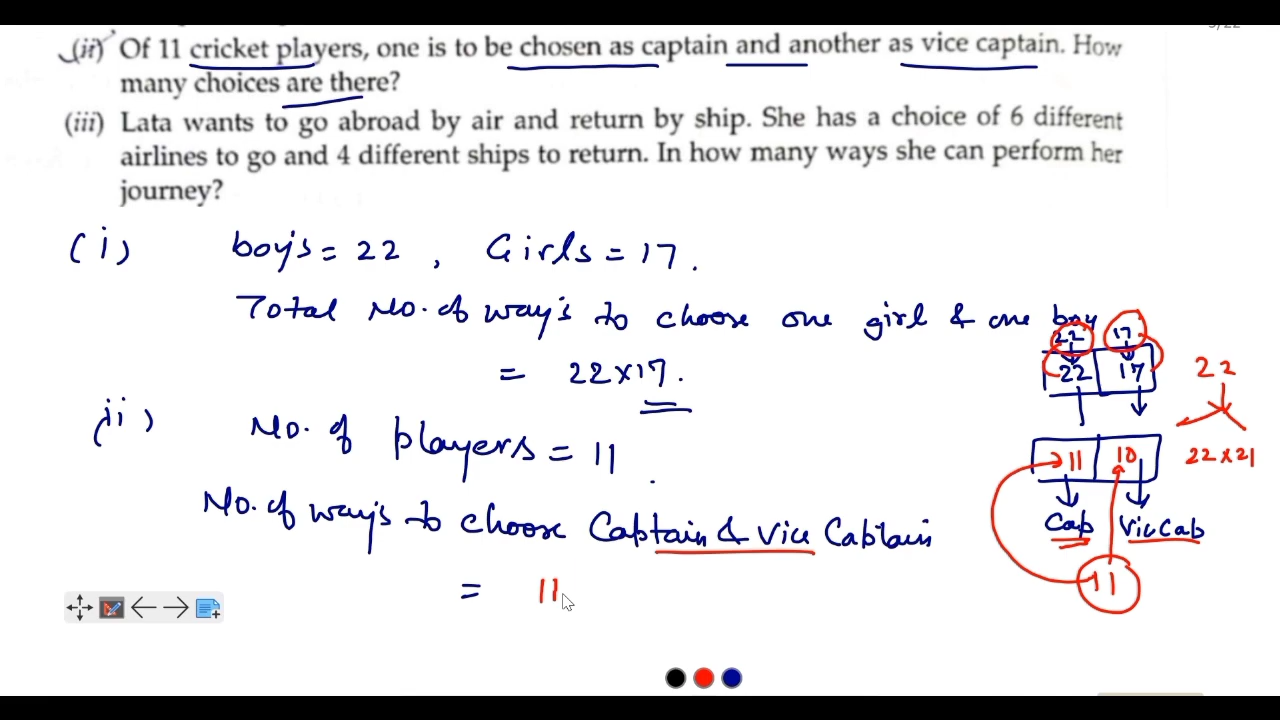 (ii) Of 11 cricket players, one is to be chosen as captain and another as vice captain. How
many choices are there?
(iii) Lata wants to go abroad by air and return by ship. She has a choice of 6 different
airlines to go and 4 different ships to return. In how many ways she can perform her
journey?
(i) boy's = 22 , Girls = 17.
Total No. of way's to choose one girl & one boy
= 22×17.
22 17
22 17
22
22×21
(ii) No. of players = 11.
11 10
Cap Vic Cap
11
No. of way's to choose Captain & Vice Captain
= 11